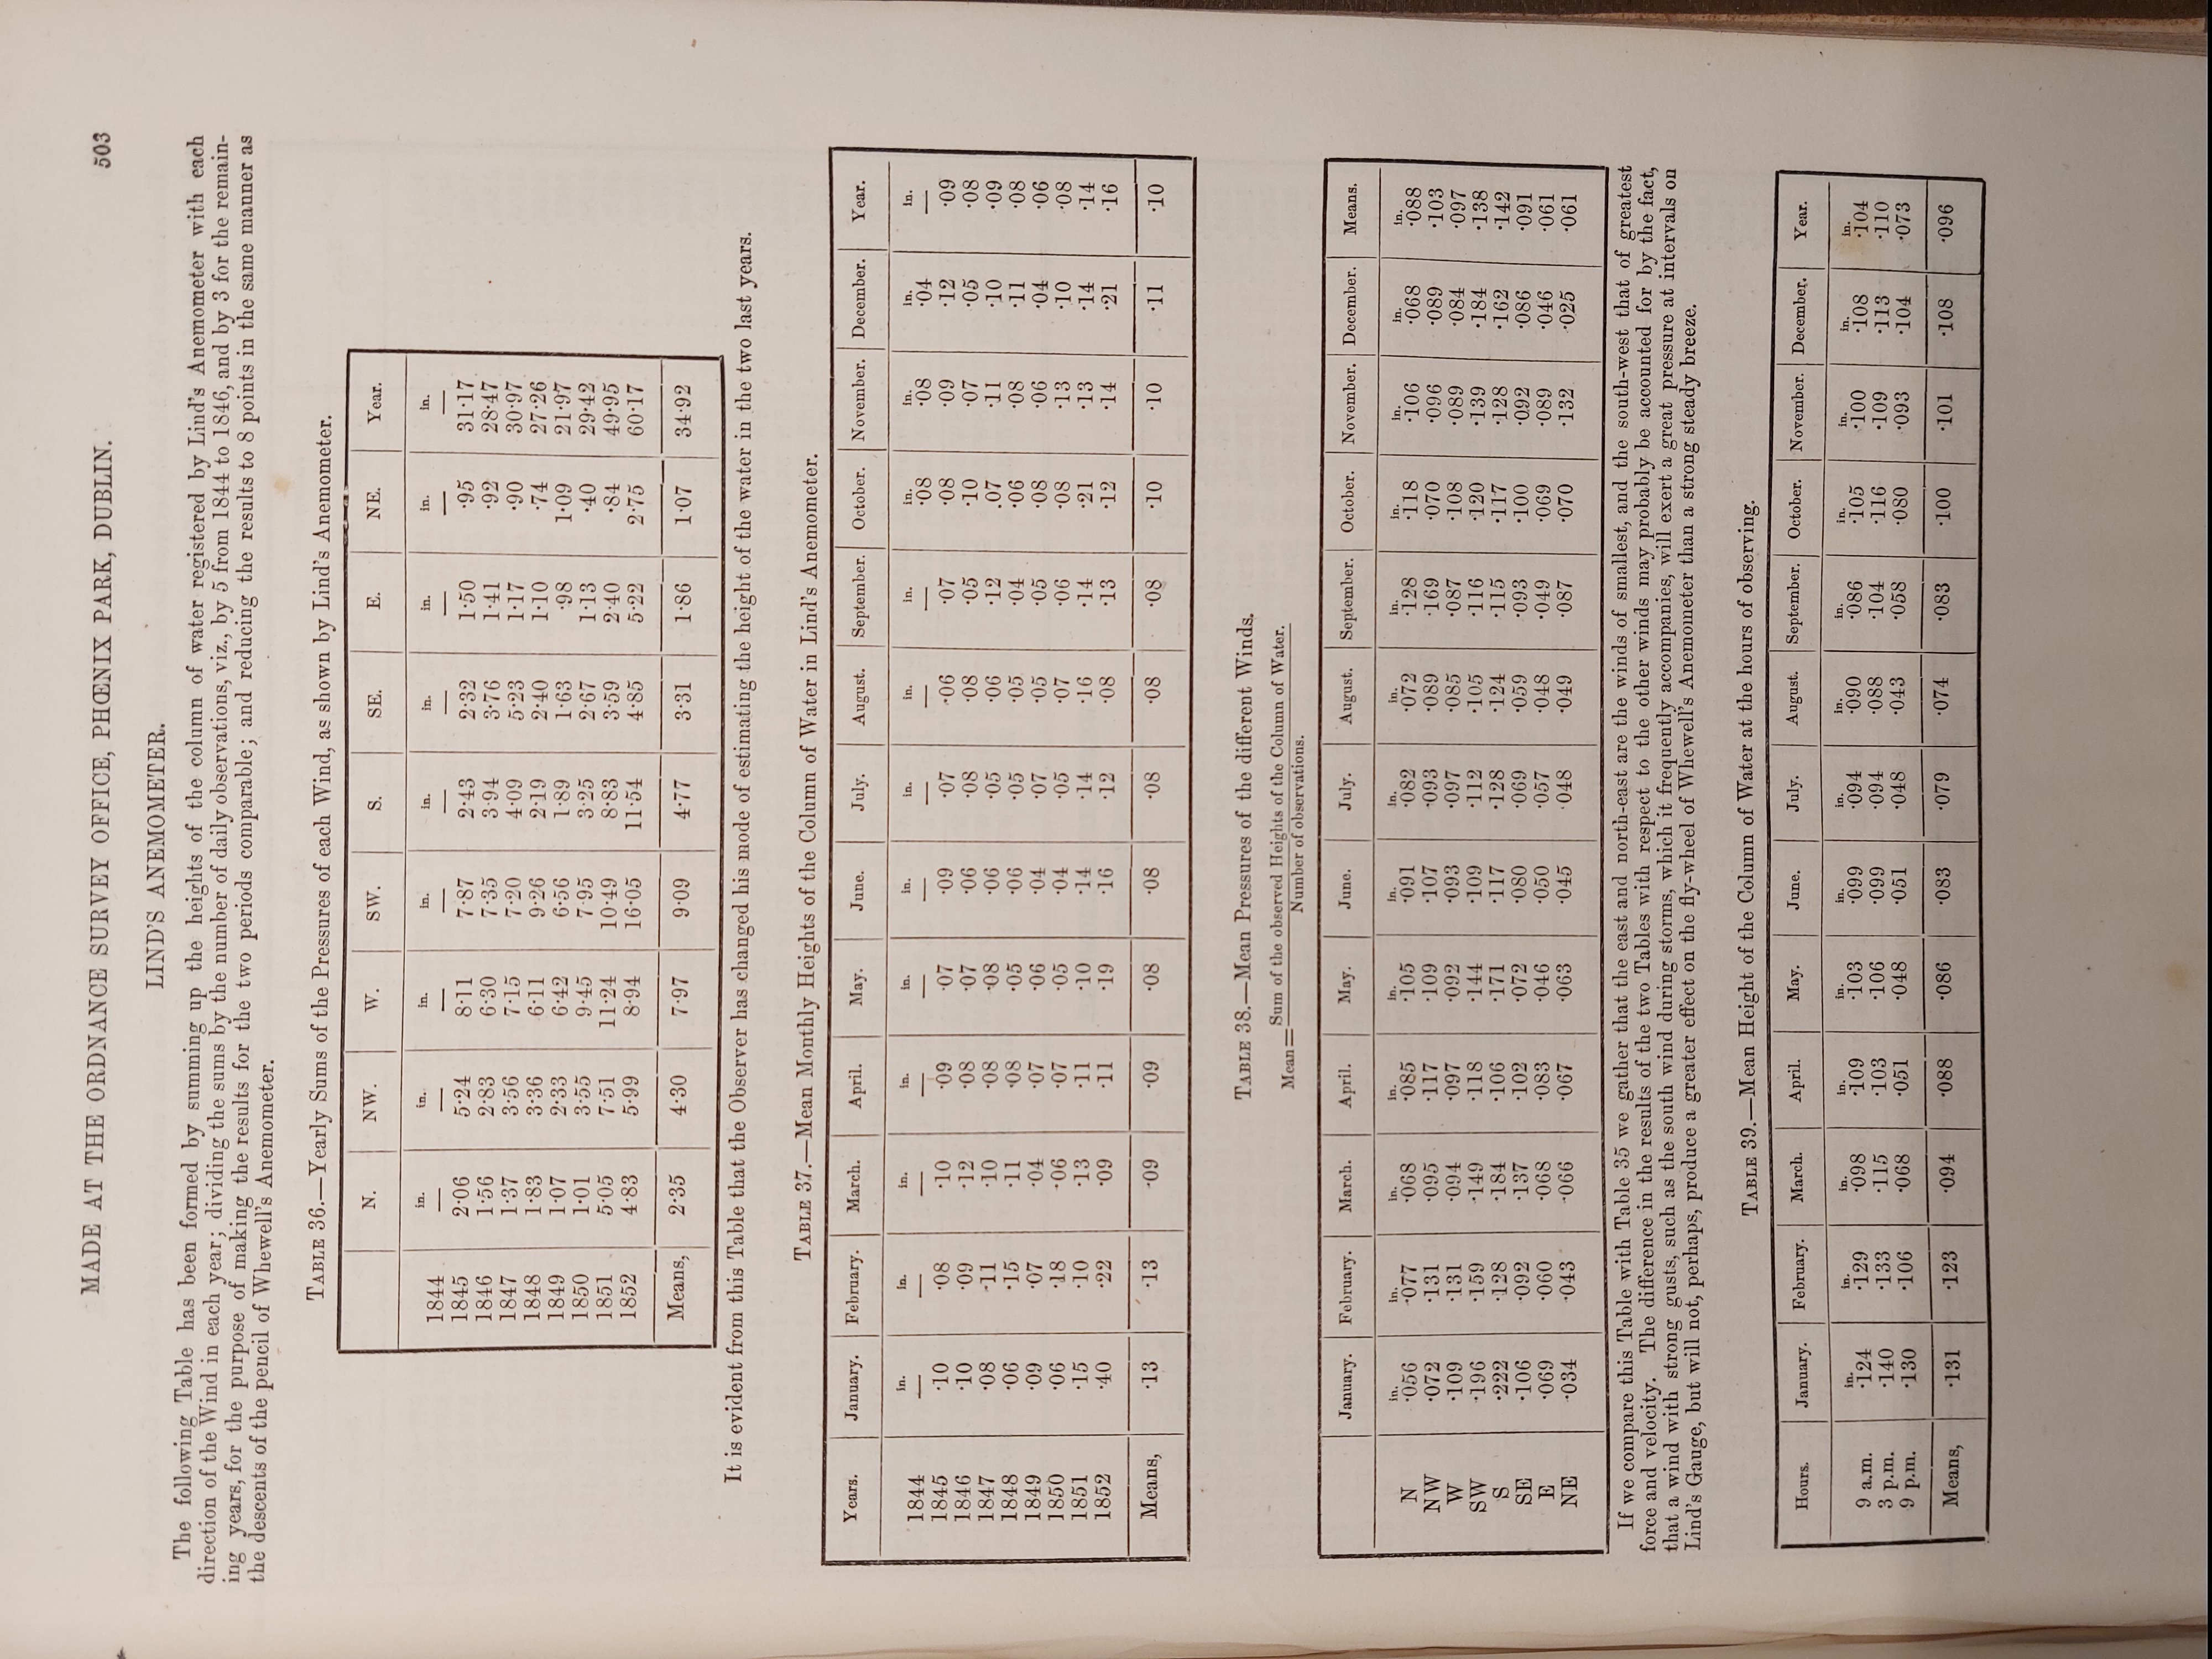 MADE AT THE ORDNANCE SURVEY OFFICE, PHŒNIX PARK, DUBLIN. 503
LIND'S ANEMOMETER.
The following Table has been formed by summing up the heights of the column of water registered by Lind's Anemometer with each
direction of the Wind in each year; dividing the sums by the number of daily observations, viz., by 5 from 1844 to 1846, and by 3 for the remain-
ing years, for the purpose of making the results for the two periods comparable; and reducing the results to 8 points in the same manner as
the descents of the pencil of Whewell's Anemometer.
TABLE 36.—Yearly Sums of the Pressures of each Wind, as shown by Lind's Anemometer.
N. NW. W. SW. S. SE. E. NE. Year.
in. in. in. in. in. in. in. in. in.
1844 — — — — — — — — —
1845 2·06 5·24 8·11 7·87 2·43 2·32 1·50 ·95 31·17
1846 1·56 2·83 6·30 7·35 3·94 3·76 1·41 ·92 28·47
1847 1·37 3·56 7·15 7·20 4·09 5·23 1·17 ·90 30·97
1848 1·83 3·36 6·11 9·26 2·19 2·40 1·10 ·74 27·26
1849 1·07 2·33 6·42 6·56 1·89 1·63 ·98 1·09 21·97
1850 1·01 3·55 9·45 7·95 3·25 2·67 1·13 ·40 29·42
1851 5·05 7·51 11·24 10·49 8·83 3·59 2·40 ·84 49·95
1852 4·83 5·99 8·94 16·05 11·54 4·85 5·22 2·75 60·17
Means, 2·35 4·30 7·97 9·09 4·77 3·31 1·86 1·07 34·92
It is evident from this Table that the Observer has changed his mode of estimating the height of the water in the two last years.
TABLE 37.—Mean Monthly Heights of the Column of Water in Lind's Anemometer.
Years. January. February. March. April. May. June. July. August. September. October. November. December. Year.
in. in. in. in. in. in. in. in. in. in. in. in. in.
1844 — — — — — — — — — ·08 ·08 ·04 —
1845 ·10 ·08 ·10 ·09 ·07 ·09 ·07 ·06 ·07 ·08 ·09 ·12 ·09
1846 ·10 ·09 ·12 ·08 ·07 ·06 ·08 ·08 ·05 ·10 ·07 ·05 ·08
1847 ·08 ·11 ·10 ·08 ·08 ·06 ·05 ·06 ·12 .07 ·11 ·10 ·09
1848 ·06 ·15 ·11 ·08 ·05 ·06 ·05 ·05 ·04 ·06 ·08 ·11 ·08
1849 ·09 ·07 ·04 ·07 ·06 ·04 ·07 ·05 ·05 ·08 ·06 ·04 ·06
1850 ·06 ·18 ·06 ·07 ·05 ·04 ·05 ·07 ·06 ·08 ·13 ·10 ·08
1851 ·15 ·10 ·13 ·11 ·10 ·14 ·14 ·16 ·14 ·21 ·13 ·14 ·14
1852 ·40 ·22 ·09 ·11 ·19 ·16 ·12 ·08 ·13 ·12 ·14 ·21 ·16
Means, ·13 ·13 ·09 ·09 ·08 ·08 ·08 ·08 ·08 ·10 ·10 ·11 ·10
TABLE 38.—Mean Pressures of the different Winds.
Mean = Sum of the observed Heights of the Column of Water.
Number of observations.
January. February. March. April. May. June. July. August. September. October. November. December. Means.
in. in. in. in. in. in. in. in. in. in. in. in. in.
N ·056 ·077 ·068 ·085 ·105 ·091 ·082 ·072 ·128 ·118 ·106 ·068 ·088
NW ·072 ·131 ·095 ·117 ·109 ·107 ·093 ·089 ·169 ·070 ·096 ·089 ·103
W ·109 ·131 ·094 ·097 ·092 ·093 ·097 ·085 ·087 ·108 ·089 ·084 ·097
SW ·196 ·159 ·149 ·118 ·144 ·109 ·112 ·105 ·116 ·120 ·139 ·184 ·138
S ·222 ·128 ·184 ·106 ·171 ·117 ·128 ·124 ·115 ·117 ·128 ·162 ·142
SE ·106 ·092 ·137 ·102 ·072 ·080 ·069 ·059 ·093 ·100 ·092 ·086 ·091
E ·069 ·060 ·068 ·083 ·046 ·050 ·057 ·048 ·049 ·069 ·089 ·046 ·061
NE ·034 ·043 ·066 ·067 ·063 ·045 ·048 ·049 ·087 ·070 ·132 ·025 ·061
If we compare this Table with Table 35 we gather that the east and north-east are the winds of smallest, and the south-west that of greatest
force and velocity. The difference in the results of the two Tables with respect to the other winds may probably be accounted for by the fact,
that a wind with strong gusts, such as the south wind during storms, which it frequently accompanies, will exert a great pressure at intervals on
Lind's Gauge, but will not, perhaps, produce a greater effect on the fly-wheel of Whewell's Anemometer than a strong steady breeze.
TABLE 39.—Mean Height of the Column of Water at the hours of observing.
Hours. January. February. March. April. May. June. July. August. September. October. November. December. Year.
in. in. in. in. in. in. in. in. in. in. in. in. in.
9 a.m. ·124 ·129 ·098 ·109 ·103 ·099 ·094 ·090 ·086 ·105 ·100 ·108 ·104
3 p.m. ·140 ·133 ·115 ·103 ·106 ·099 ·094 ·088 ·104 ·116 ·109 ·113 ·110
9 p.m. ·130 ·106 ·068 ·051 ·048 ·051 ·048 ·043 ·058 ·080 ·093 ·104 ·073
Means, ·131 ·123 ·094 ·088 ·086 ·083 ·079 ·074 ·083 ·100 ·101 ·108 ·096